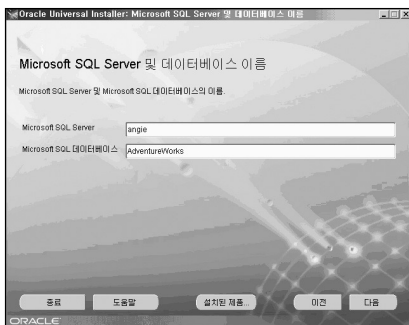 Oracle Universal Installer: Microsoft SQL Server 및 데이터베이스 이름
Microsoft SQL Server 및 데이터베이스 이름
Microsoft SQL Server 및 Microsoft SQL 데이터베이스의 이름.
Microsoft SQL Server
angie
Microsoft SQL 데이터베이스
AdventureWorks
종료
도움말
설치된 제품...
이전
다음
ORACLE